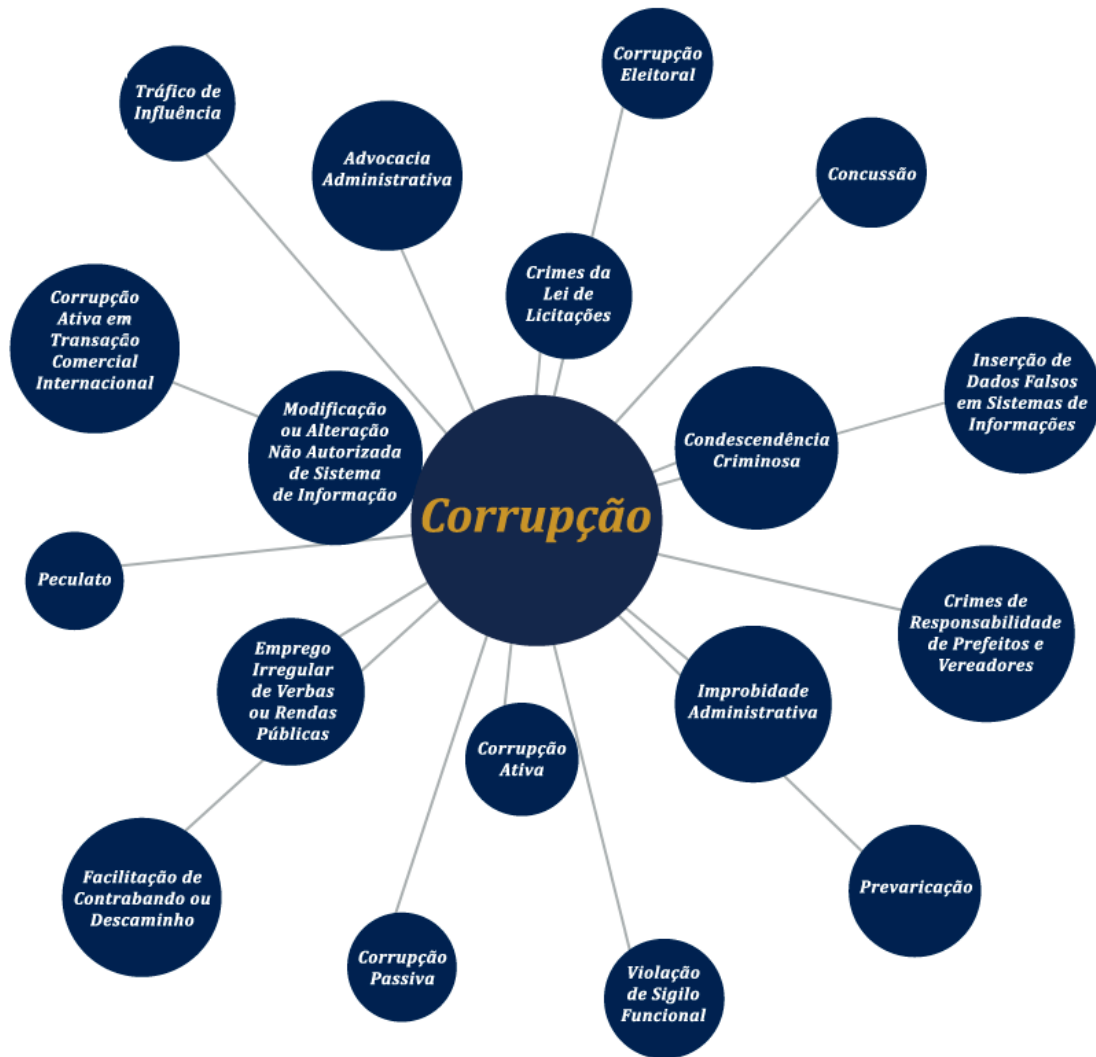 Corrupção
Eleitoral
Tráfico de
Influência
Advocacia
Administrativa
Concussão
Crimes da
Lei de
Licitações
Corrupção
Ativa em
Transação
Comercial
Internacional
Inserção de
Dados Falsos
em Sistemas de
Informações
Modificação
ou Alteração
Não Autorizada
de Sistema
de Informação
Condescendência
Criminosa
Corrupção
Peculato
Crimes de
Responsabilidade
de Prefeitos e
Vereadores
Emprego
Irregular
de Verbas
ou Rendas
Públicas
Improbidade
Administrativa
Corrupção
Ativa
Facilitação de
Contrabando ou
Descaminho
Prevaricação
Corrupção
Passiva
Violação
de Sigilo
Funcional